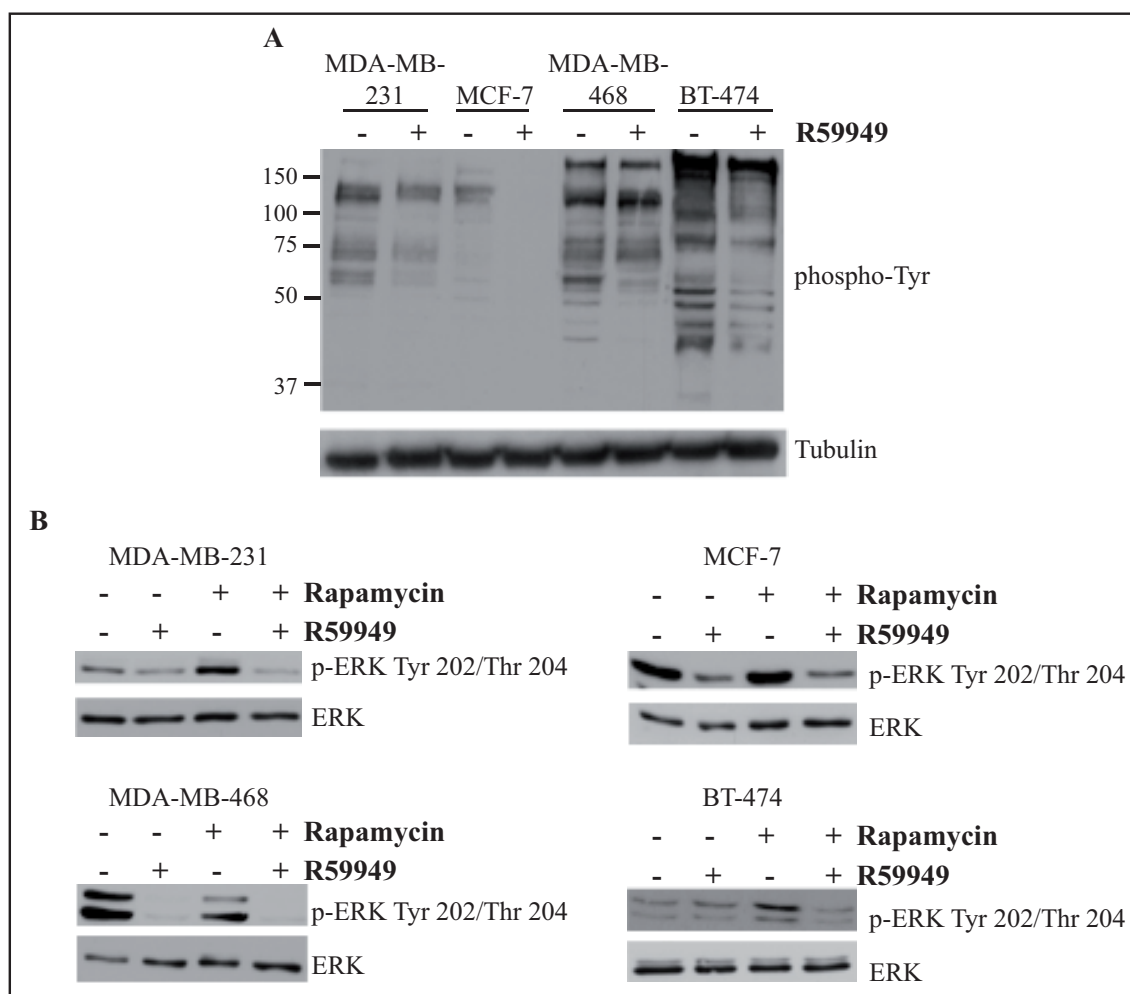 A
MDA-MB-231 MCF-7 MDA-MB-468 BT-474
- + - + - + - + R59949
150
100
75
50
37
phospho-Tyr
Tubulin
B
MDA-MB-231
- - + + Rapamycin
- + - + R59949
p-ERK Tyr 202/Thr 204
ERK
MCF-7
- - + + Rapamycin
- + - + R59949
p-ERK Tyr 202/Thr 204
ERK
MDA-MB-468
- - + + Rapamycin
- + - + R59949
p-ERK Tyr 202/Thr 204
ERK
BT-474
- - + + Rapamycin
- + - + R59949
p-ERK Tyr 202/Thr 204
ERK